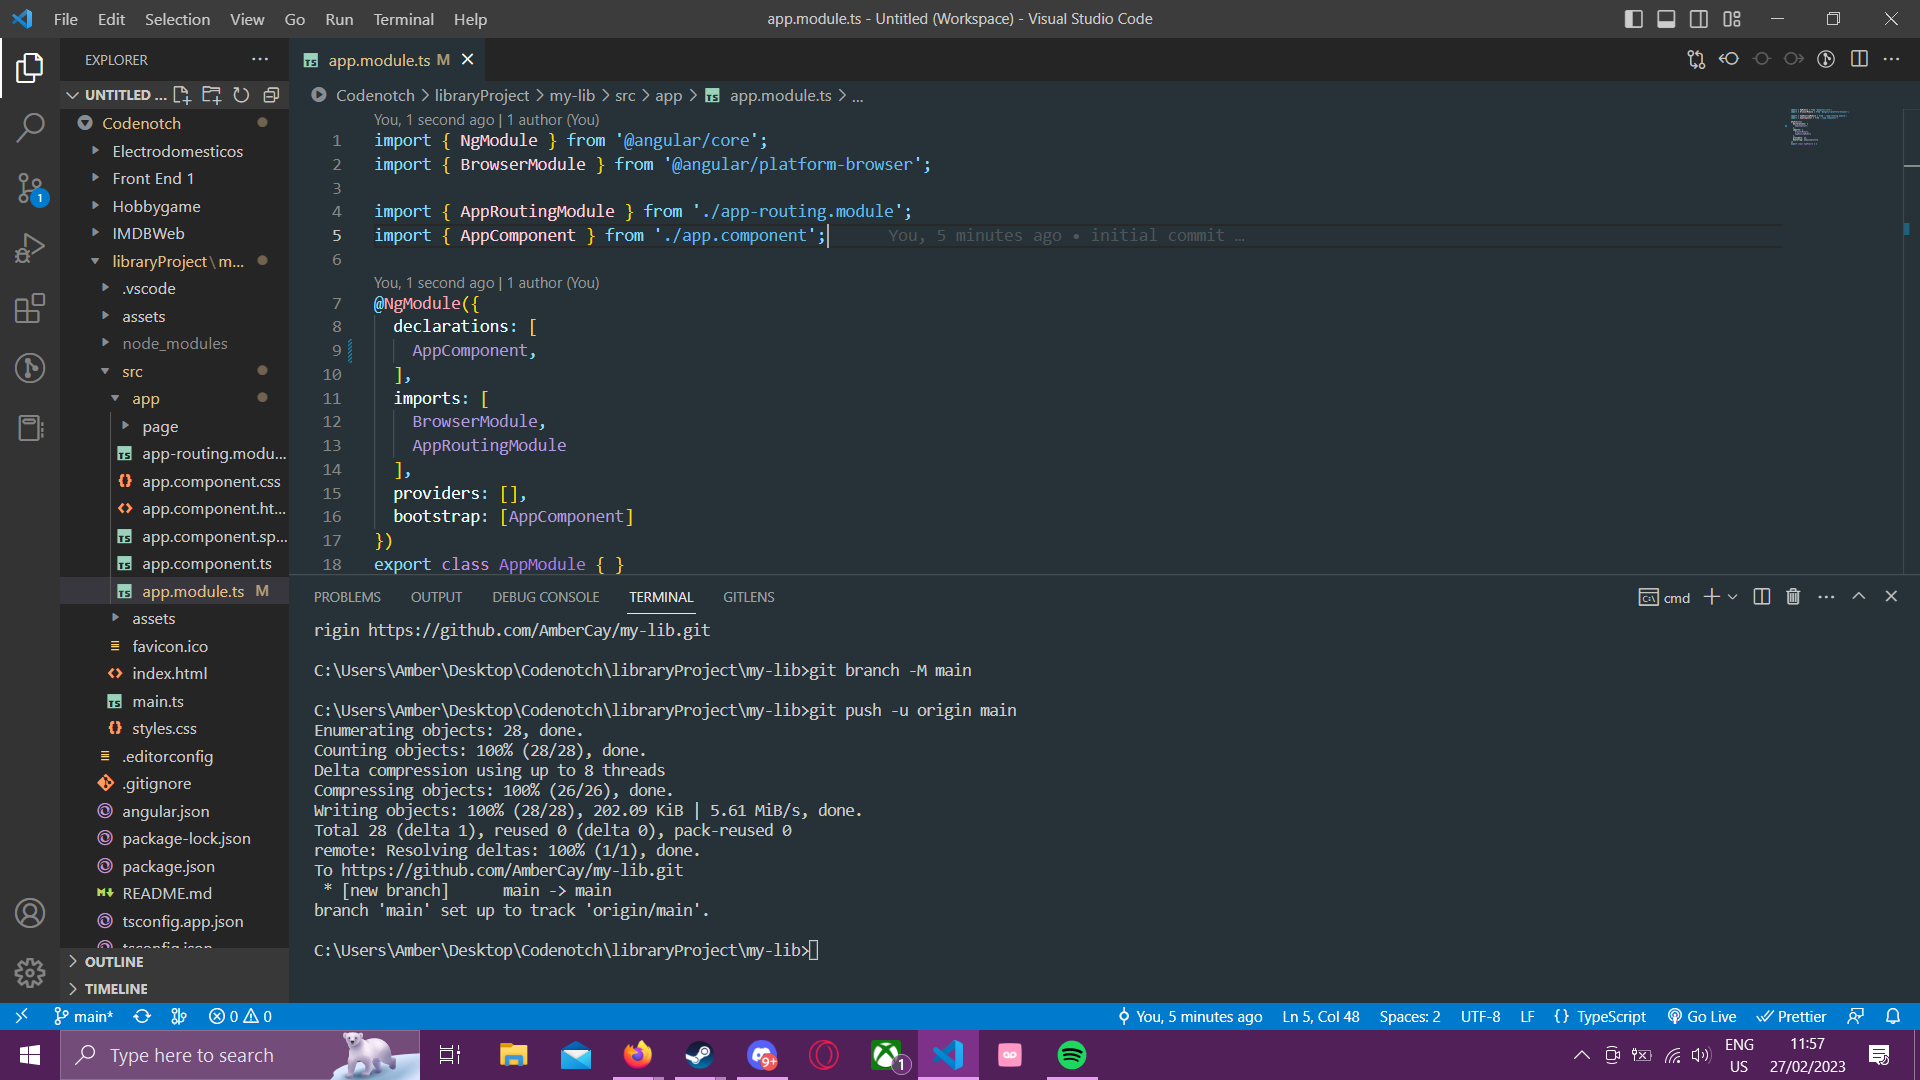 File Edit Selection View Go Run Terminal Help
app.module.ts - Untitled (Workspace) - Visual Studio Code
EXPLORER
UNTITLED ...
Codenotch
Electrodomesticos
Front End 1
Hobbygame
IMDBWeb
libraryProject\m...
.vscode
assets
node_modules
src
app
page
app-routing.modu...
app.component.css
app.component.ht...
app.component.sp...
app.component.ts
app.module.ts M
assets
favicon.ico
index.html
main.ts
styles.css
.editorconfig
.gitignore
angular.json
package-lock.json
package.json
README.md
tsconfig.app.json
tsconfig.json
OUTLINE
TIMELINE
1
app.module.ts M
Codenotch > libraryProject > my-lib > src > app > app.module.ts > ...
You, 1 second ago | 1 author (You)
1 import { NgModule } from '@angular/core';
2 import { BrowserModule } from '@angular/platform-browser';
3
4 import { AppRoutingModule } from './app-routing.module';
5 import { AppComponent } from './app.component'; You, 5 minutes ago • initial commit …
6
You, 1 second ago | 1 author (You)
7 @NgModule({
8 declarations: [
9 AppComponent,
10 ],
11 imports: [
12 BrowserModule,
13 AppRoutingModule
14 ],
15 providers: [],
16 bootstrap: [AppComponent]
17 })
18 export class AppModule { }
PROBLEMS OUTPUT DEBUG CONSOLE TERMINAL GITLENS
cmd
rigin https://github.com/AmberCay/my-lib.git
C:\Users\Amber\Desktop\Codenotch\libraryProject\my-lib>git branch -M main
C:\Users\Amber\Desktop\Codenotch\libraryProject\my-lib>git push -u origin main
Enumerating objects: 28, done.
Counting objects: 100% (28/28), done.
Delta compression using up to 8 threads
Compressing objects: 100% (26/26), done.
Writing objects: 100% (28/28), 202.09 KiB | 5.61 MiB/s, done.
Total 28 (delta 1), reused 0 (delta 0), pack-reused 0
remote: Resolving deltas: 100% (1/1), done.
To https://github.com/AmberCay/my-lib.git
* [new branch] main -> main
branch 'main' set up to track 'origin/main'.
C:\Users\Amber\Desktop\Codenotch\libraryProject\my-lib>
main* 0 0 You, 5 minutes ago Ln 5, Col 48 Spaces: 2 UTF-8 LF { } TypeScript Go Live Prettier
Type here to search
9+
1
ENG
US
11:57
27/02/2023